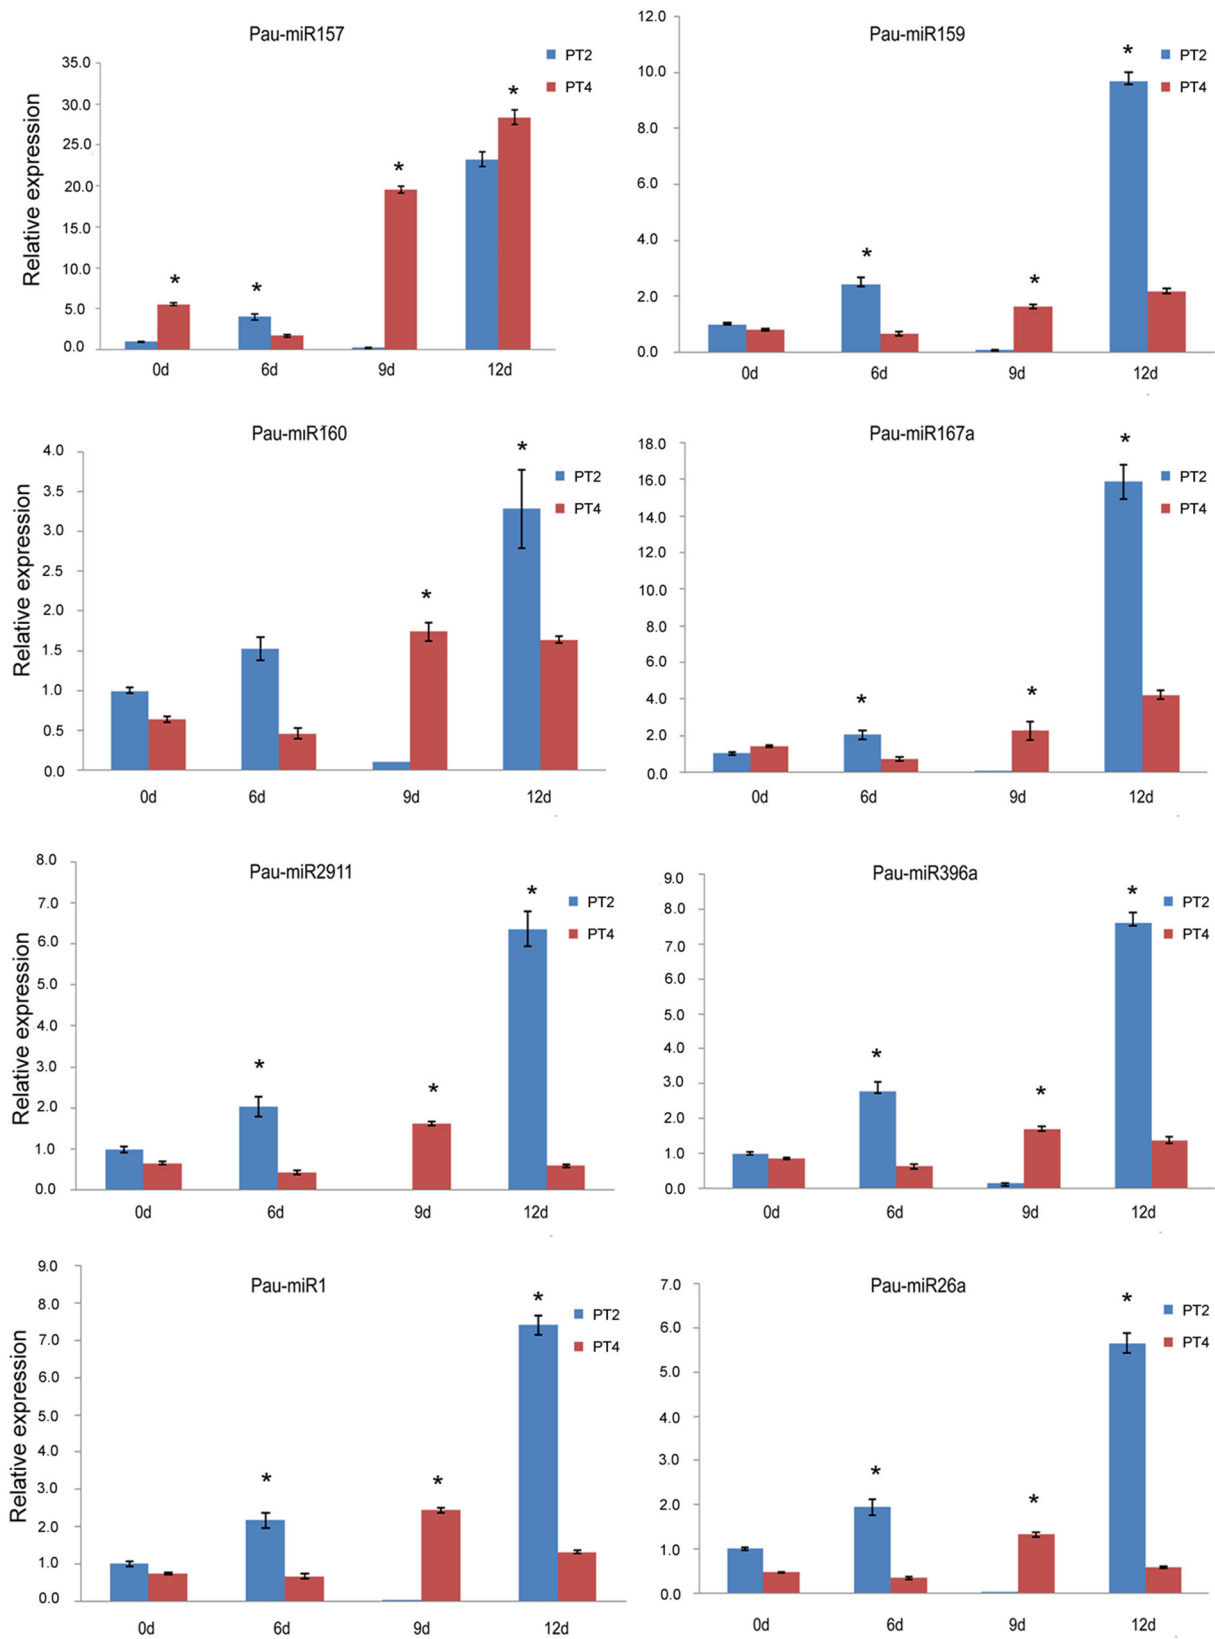 Pau-miR157
PT2
PT4
Relative expression
35.0
30.0
25.0
20.0
15.0
10.0
5.0
0.0
*
*
*
*
0d
6d
9d
12d
Pau-miR159
PT2
PT4
12.0
10.0
8.0
6.0
4.0
2.0
0.0
*
*
*
0d
6d
9d
12d
Pau-mıR160
PT2
PT4
Relative expression
4.0
3.5
3.0
2.5
2.0
1.5
1.0
0.5
0.0
*
*
0d
6d
9d
12d
Pau-miR167a
PT2
PT4
18.0
16.0
14.0
12.0
10.0
8.0
6.0
4.0
2.0
0.0
*
*
*
0d
6d
9d
12d
Pau-miR2911
PT2
PT4
Relative expression
8.0
7.0
6.0
5.0
4.0
3.0
2.0
1.0
0.0
*
*
*
0d
6d
9d
12d
Pau-miR396a
PT2
PT4
9.0
8.0
7.0
6.0
5.0
4.0
3.0
2.0
1.0
0.0
*
*
*
0d
6d
9d
12d
Pau-miR1
PT2
PT4
Relative expression
9.0
8.0
7.0
6.0
5.0
4.0
3.0
2.0
1.0
0.0
*
*
*
0d
6d
9d
12d
Pau-miR26a
PT2
PT4
7.0
6.0
5.0
4.0
3.0
2.0
1.0
0.0
*
*
*
0d
6d
9d
12d